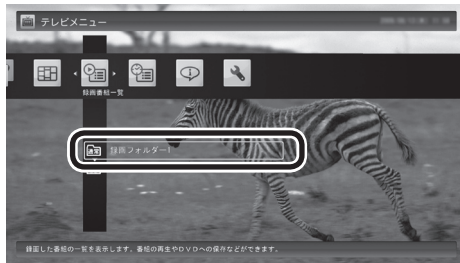 テレビメニュー
録画番組一覧
通常
録画フォルダー1
録画した番組の一覧を表示します。番組の再生やDVDへの保存などができます。